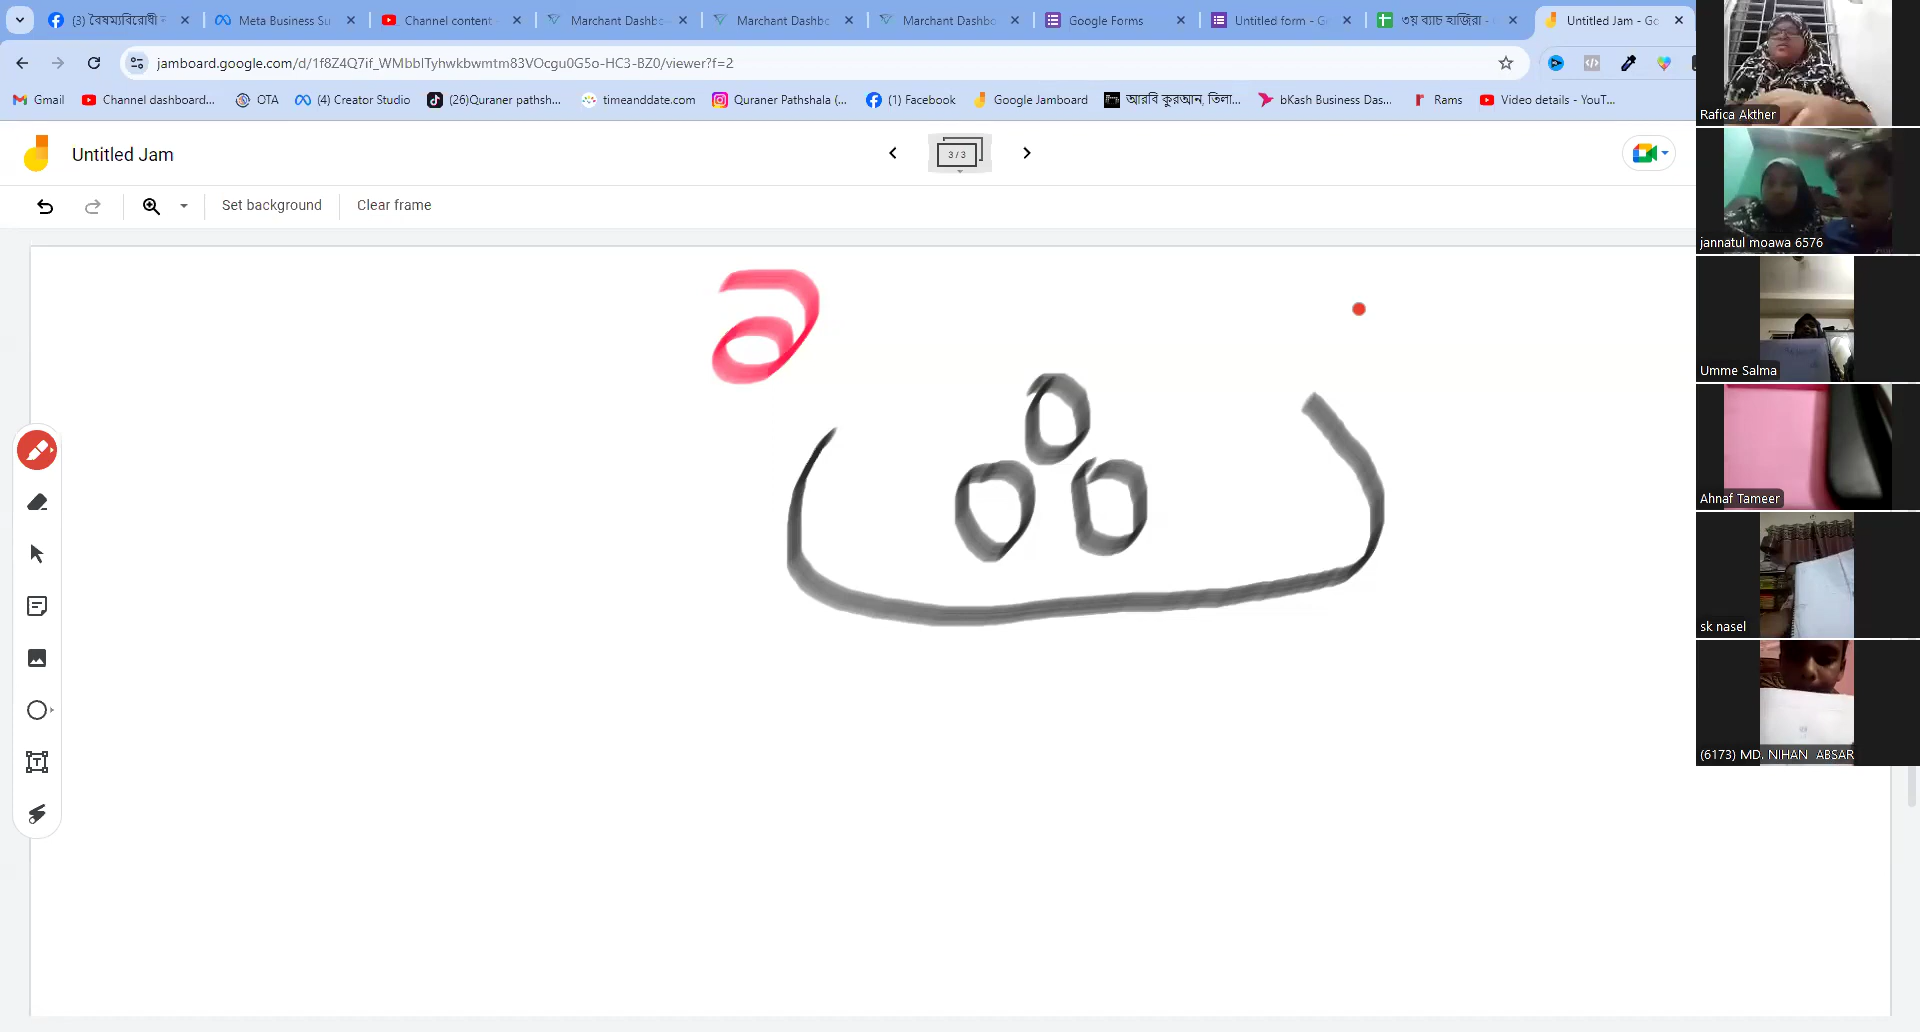 (3) বৈষম্যবিরোধী
Meta Business Su
Channel content -
Marchant Dashbo
Marchant Dashbo
Marchant Dashbo
Google Forms
Untitled form - G
৩য় ব্যাচ হাজিরা -
Untitled Jam - Go
jamboard.google.com/d/1f8Z4Q7if_WMbblTyhwkbwmtm83VOcgu0G5o-HC3-BZ0/viewer?f=2
Gmail
Channel dashboard...
OTA
(4) Creator Studio
(26)Quraner pathsh...
timeanddate.com
Quraner Pathshala (...
(1) Facebook
Google Jamboard
আরবি কুরআন, তিলা...
bKash Business Das...
Rams
Video details - YouT...
Untitled Jam
3 / 3
Set background
Clear frame
Rafica Akther
jannatul moawa 6576
Umme Salma
Ahnaf Tameer
sk nasel
(6173) MD. NIHAN ABSAR